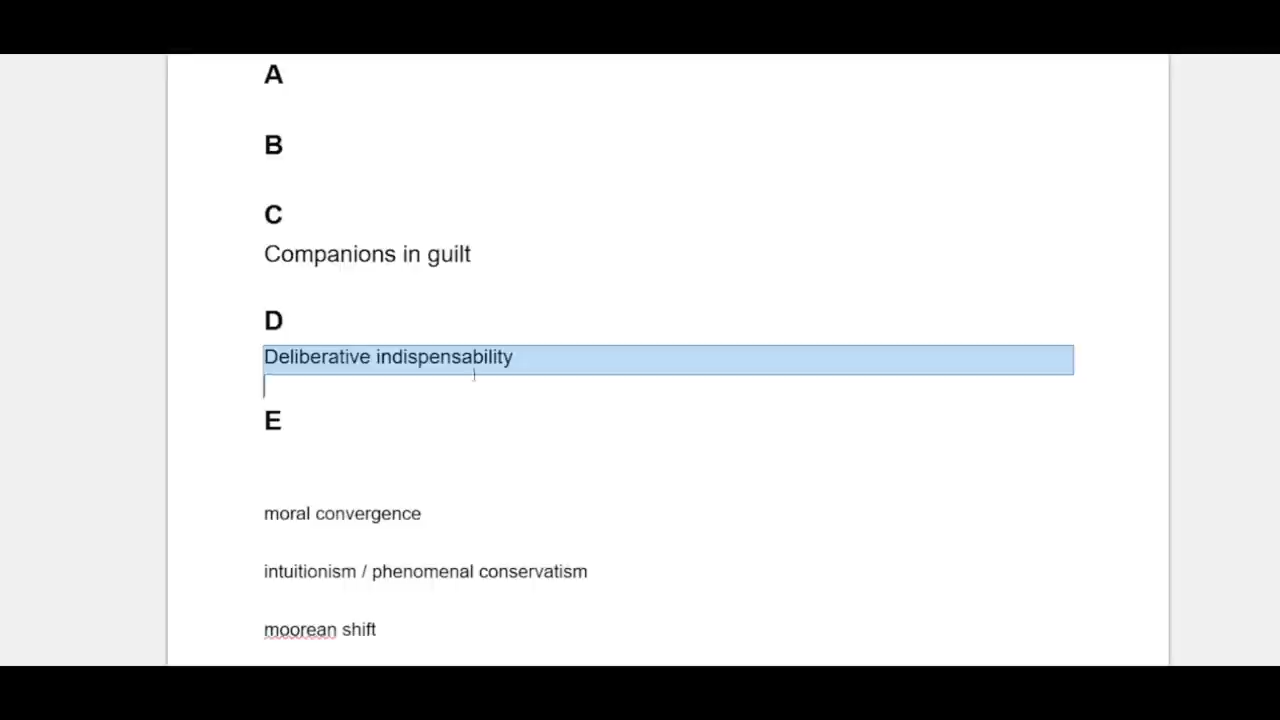 A
B
C
Companions in guilt
D
Deliberative indispensability
E
moral convergence
intuitionism / phenomenal conservatism
moorean shift